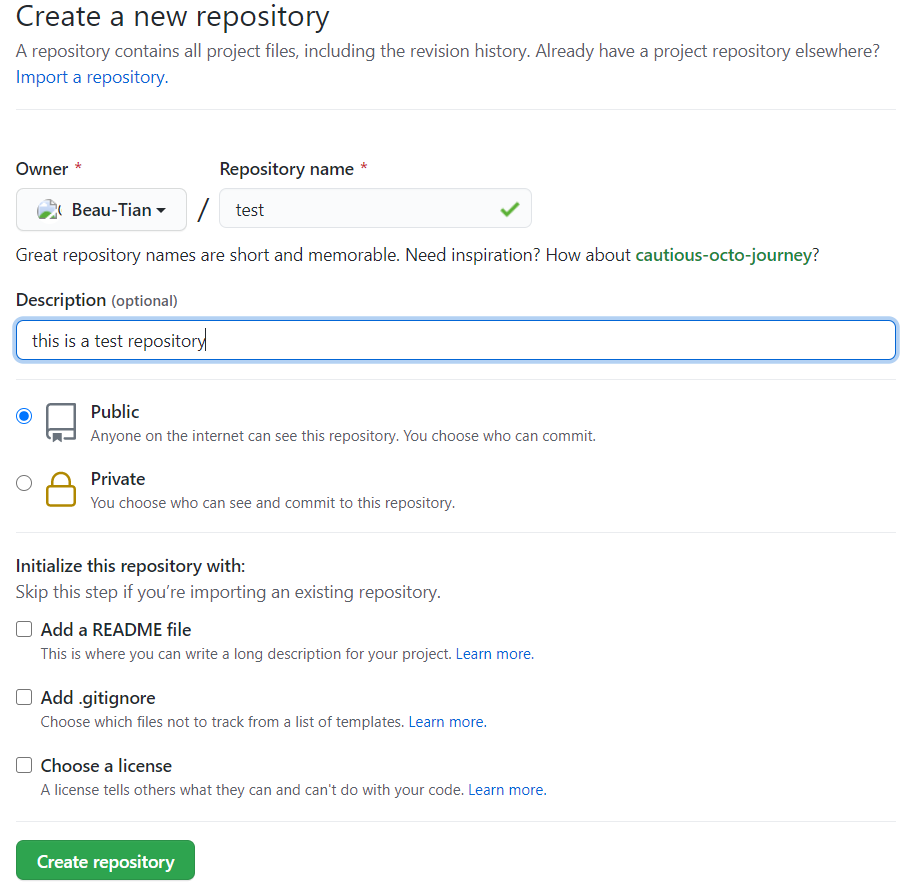 Create a new repository
A repository contains all project files, including the revision history. Already have a project repository elsewhere?
Import a repository.
Owner * Repository name *
Beau-Tian / test
Great repository names are short and memorable. Need inspiration? How about cautious-octo-journey?
Description (optional)
this is a test repository
Public
Anyone on the internet can see this repository. You choose who can commit.
Private
You choose who can see and commit to this repository.
Initialize this repository with:
Skip this step if you’re importing an existing repository.
Add a README file
This is where you can write a long description for your project. Learn more.
Add .gitignore
Choose which files not to track from a list of templates. Learn more.
Choose a license
A license tells others what they can and can't do with your code. Learn more.
Create repository